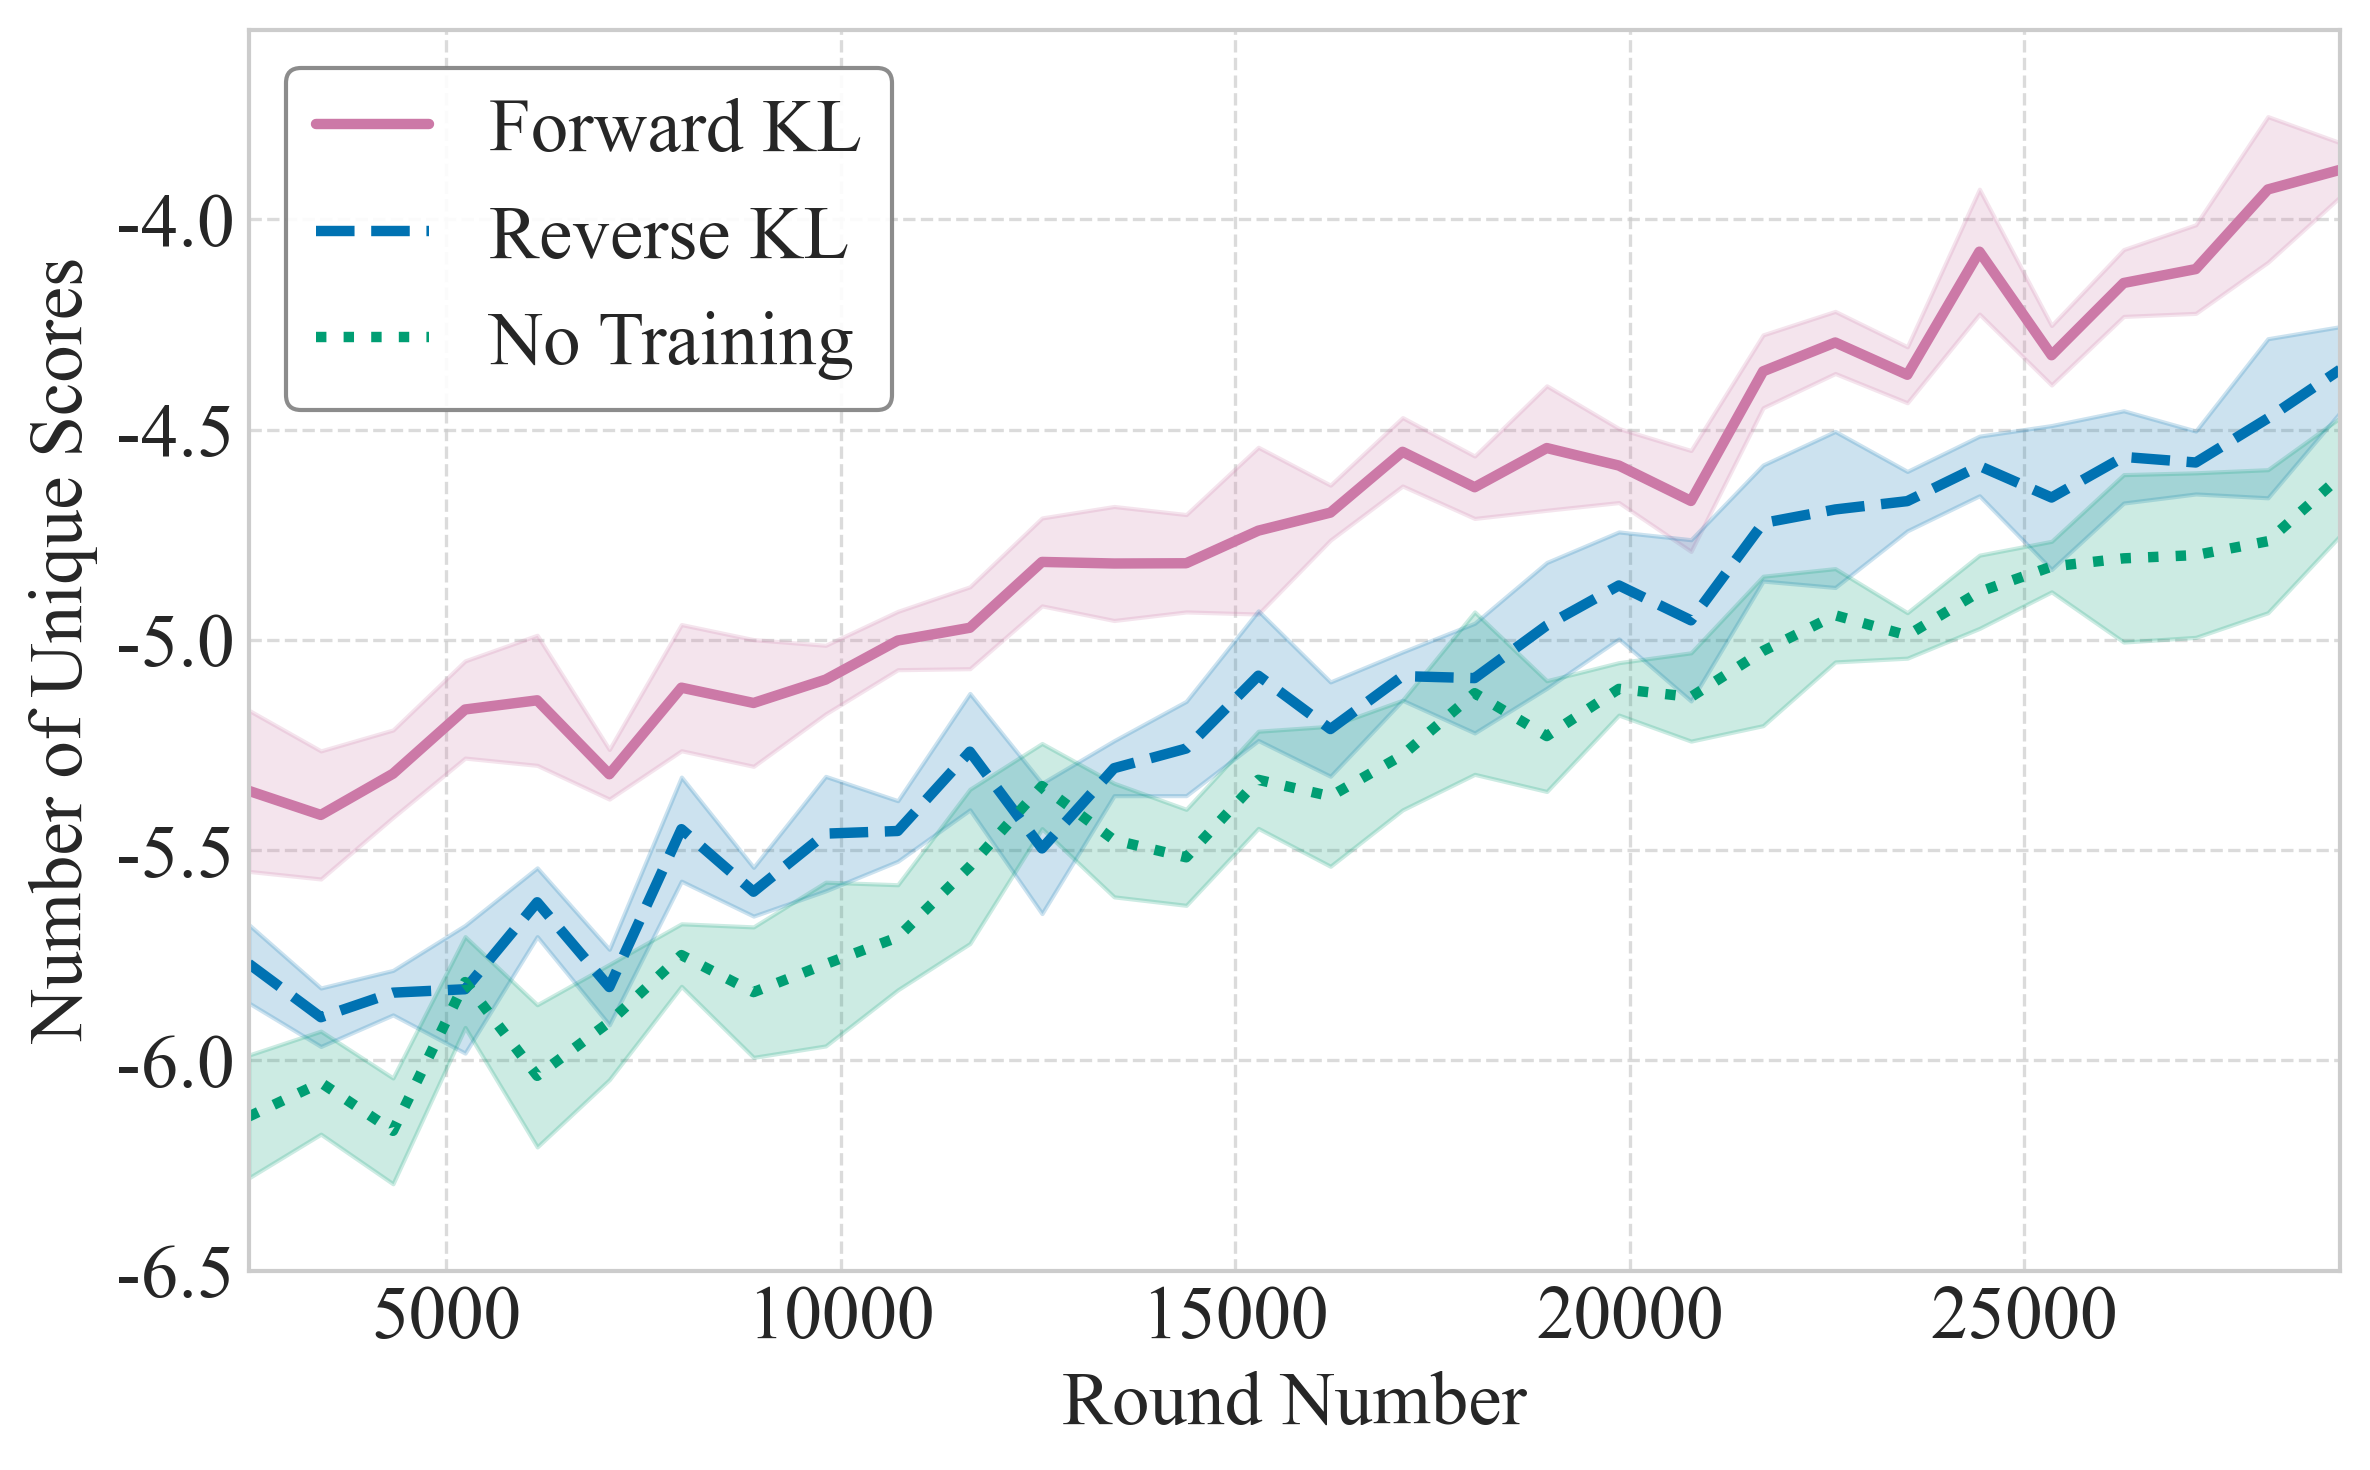 Forward KL
Reverse KL
No Training
Number of Unique Scores
-4.0
-4.5
-5.0
-5.5
-6.0
-6.5
5000 10000 15000 20000 25000
Round Number